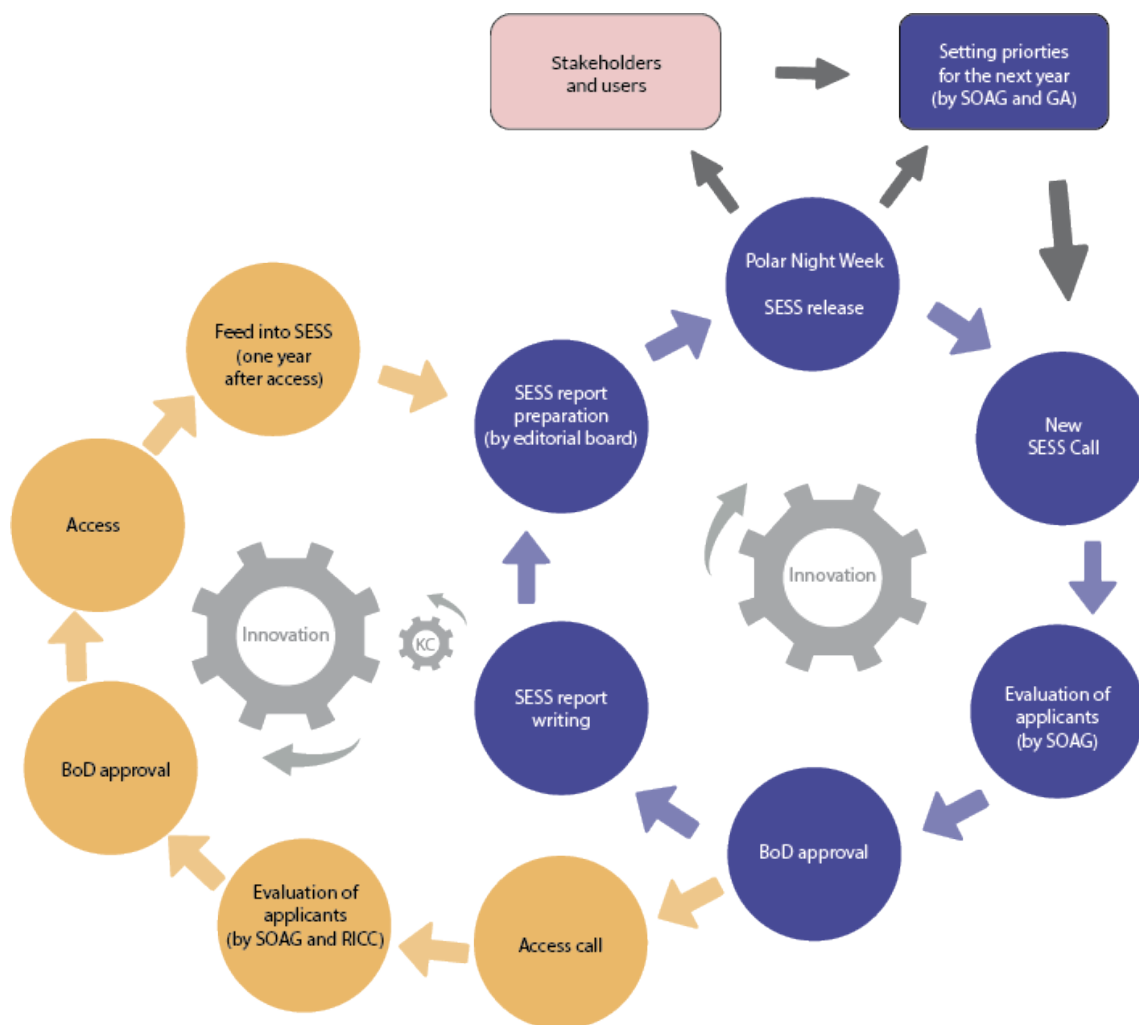 Stakeholders
and users
Setting priorties
for the next year
(by SOAG and GA)
Polar Night Week
SESS release
Feed into SESS
(one year
after access)
SESS report
preparation
(by editorial board)
New
SESS Call
Access
Innovation
Innovation
KC
SESS report
writing
Evaluation of
applicants
(by SOAG)
BoD approval
BoD approval
Evaluation of
applicants
(by SOAG and RICC)
Access call